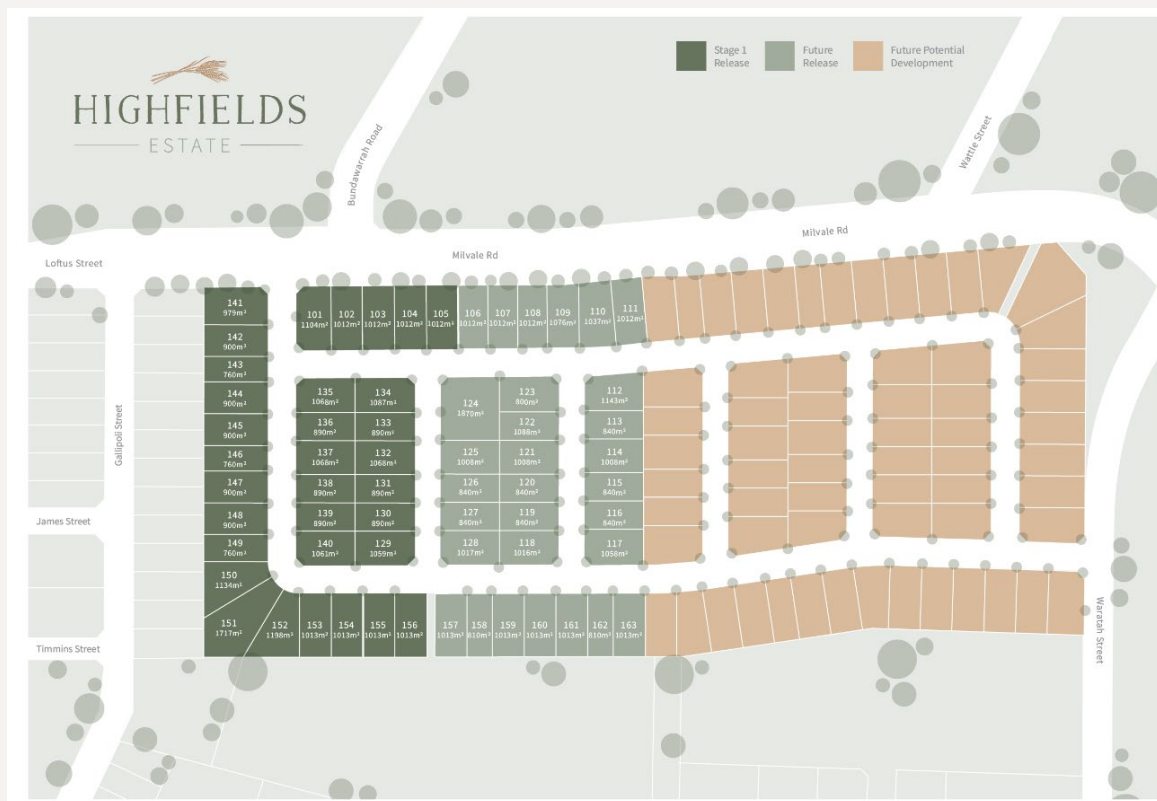 HIGHFIELDS
ESTATE
Stage 1
Release
Future
Release
Future Potential
Development
Bundawarrah Road
Wattle Street
Milvale Rd
Milvale Rd
Loftus Street
Gallipoli Street
James Street
Timmins Street
Waratah Street
141
979m²
142
900m²
143
760m²
144
900m²
145
900m²
146
760m²
147
900m²
148
900m²
149
760m²
150
1134m²
151
1717m²
152
1198m²
153
1013m²
154
1013m²
155
1013m²
156
1013m²
157
1013m²
158
810m²
159
1013m²
160
1013m²
161
1013m²
162
810m²
163
1013m²
101
1104m²
102
1012m²
103
1012m²
104
1012m²
105
1012m²
106
1012m²
107
1012m²
108
1012m²
109
1076m²
110
1037m²
111
1012m²
135
1068m²
134
1087m²
136
890m²
133
890m²
137
1068m²
132
1068m²
138
890m²
131
890m²
139
890m²
130
890m²
140
1061m²
129
1059m²
124
1870m²
123
800m²
122
1088m²
125
1008m²
121
1008m²
126
840m²
120
840m²
127
840m²
119
840m²
128
1017m²
118
1016m²
112
1143m²
113
840m²
114
1008m²
115
840m²
116
840m²
117
1058m²